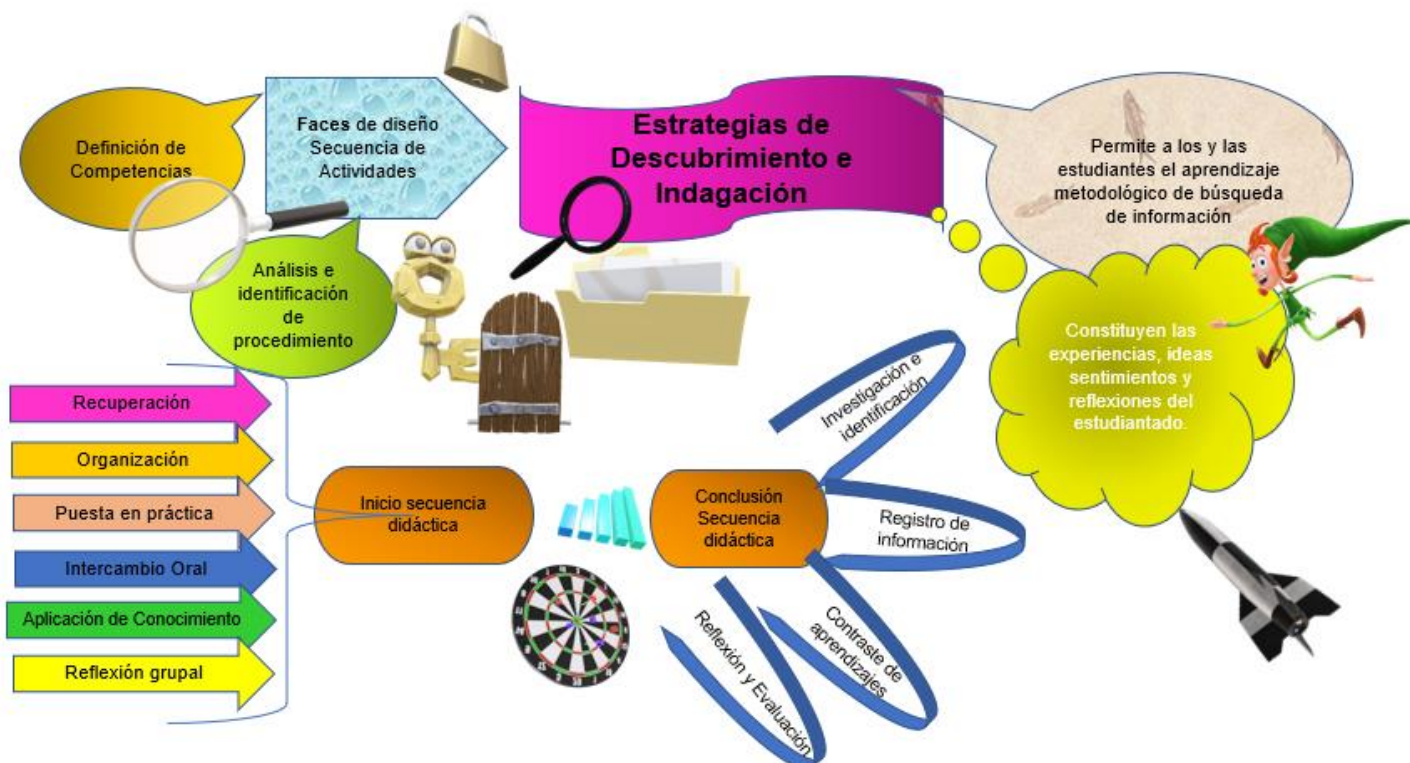 Definición de
Competencias
Faces de diseño
Secuencia de
Actividades
Estrategias de
Descubrimiento e
Indagación
Permite a los y las
estudiantes el aprendizaje
metodológico de búsqueda
de información
Análisis e
identificación
de
procedimiento
Constituyen las
experiencias, ideas
sentimientos y
reflexiones del
estudiantado.
Recuperación
Organización
Puesta en práctica
Intercambio Oral
Aplicación de Conocimiento
Reflexión grupal
Inicio secuencia
didáctica
Conclusión
Secuencia
didáctica
Investigación e
identificación
Registro de
información
Contraste de
aprendizajes
Reflexión y Evaluación